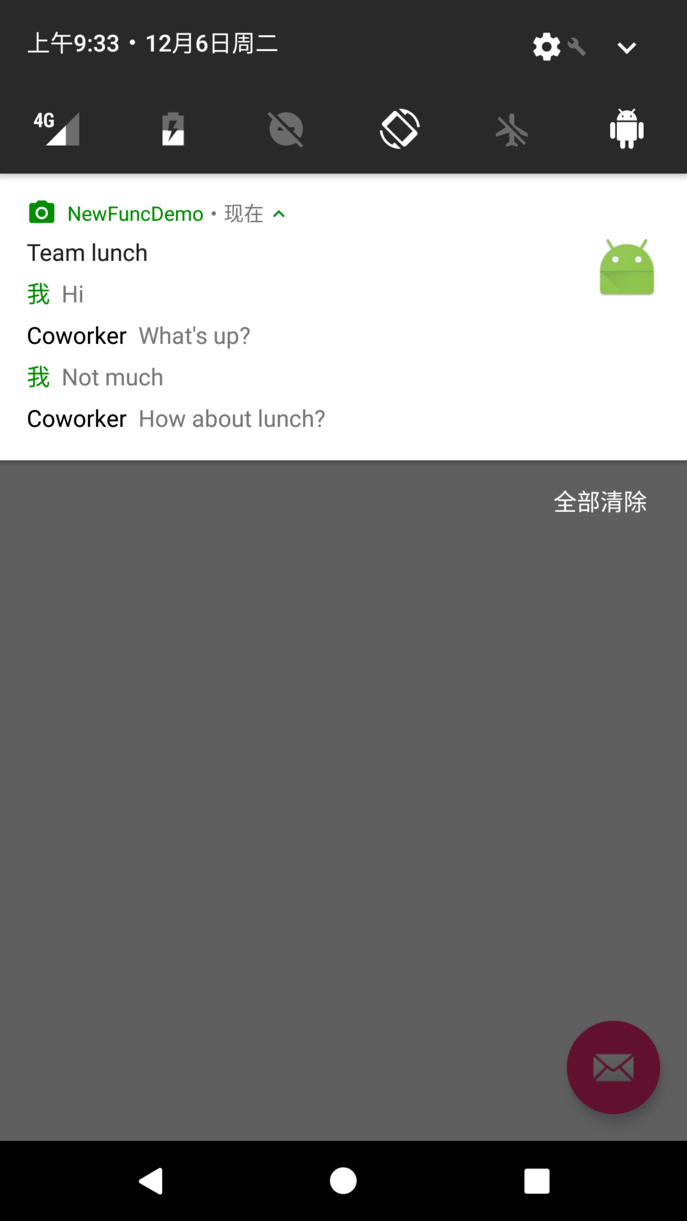 上午9:33 • 12月6日周二
4G
NewFuncDemo • 现在
Team lunch
我 Hi
Coworker What's up?
我 Not much
Coworker How about lunch?
全部清除